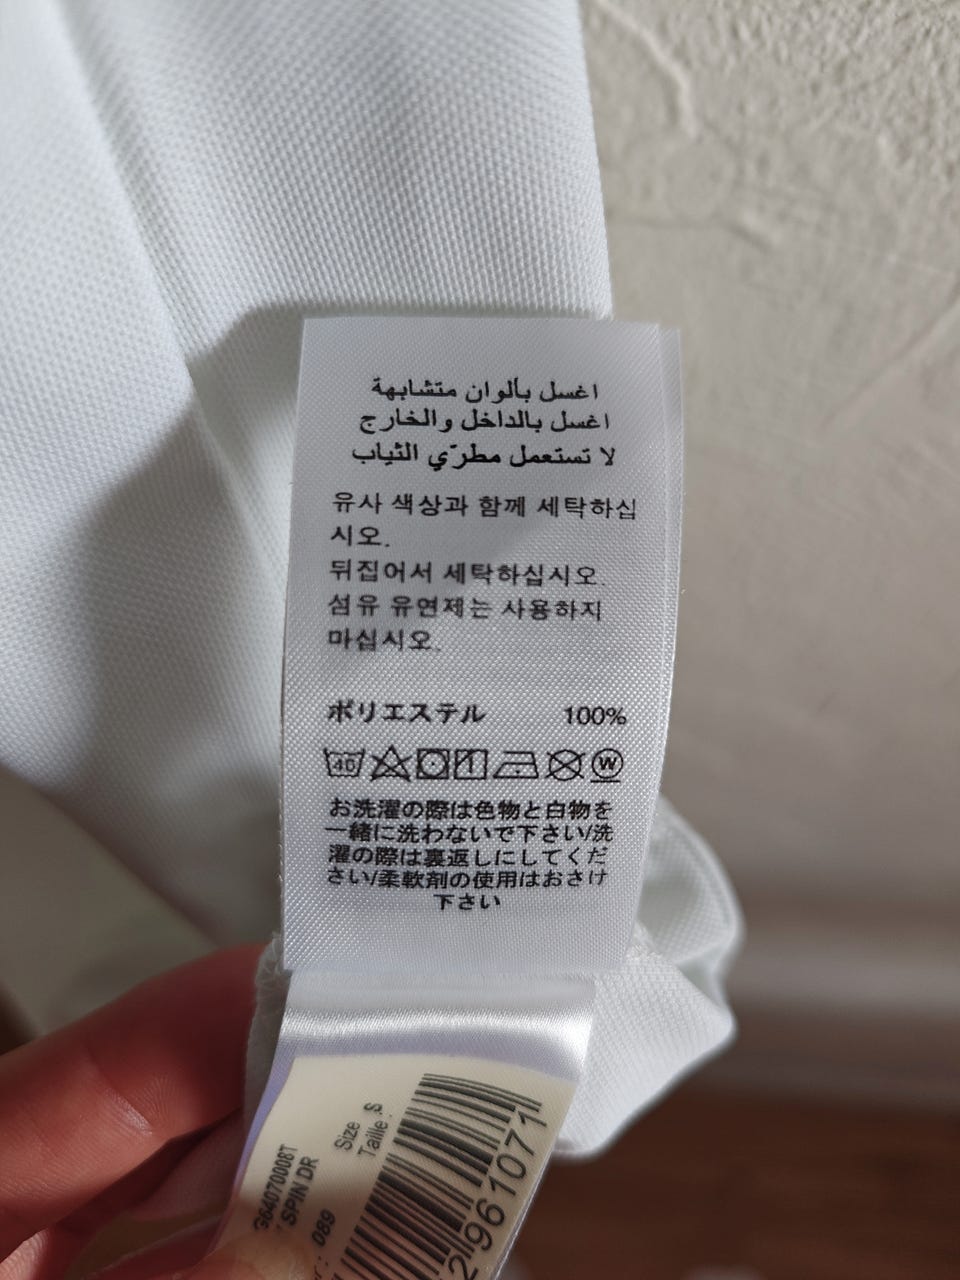 اغسل بألوان متشابهة
اغسل بالداخل والخارج
لا تستعمل مطرّي الثياب
유사 색상과 함께 세탁하십
시오.
뒤집어서 세탁하십시오.
섬유 유연제는 사용하지
마십시오.
ポリエステル 100%
40 W
お洗濯の際は色物と白物を
一緒に洗わないで下さい/洗
濯の際は裏返しにしてくだ
さい/柔軟剤の使用はおさけ
下さい
Size : S
Taille :
G64070008T
SPIN DR
: 089
2961071